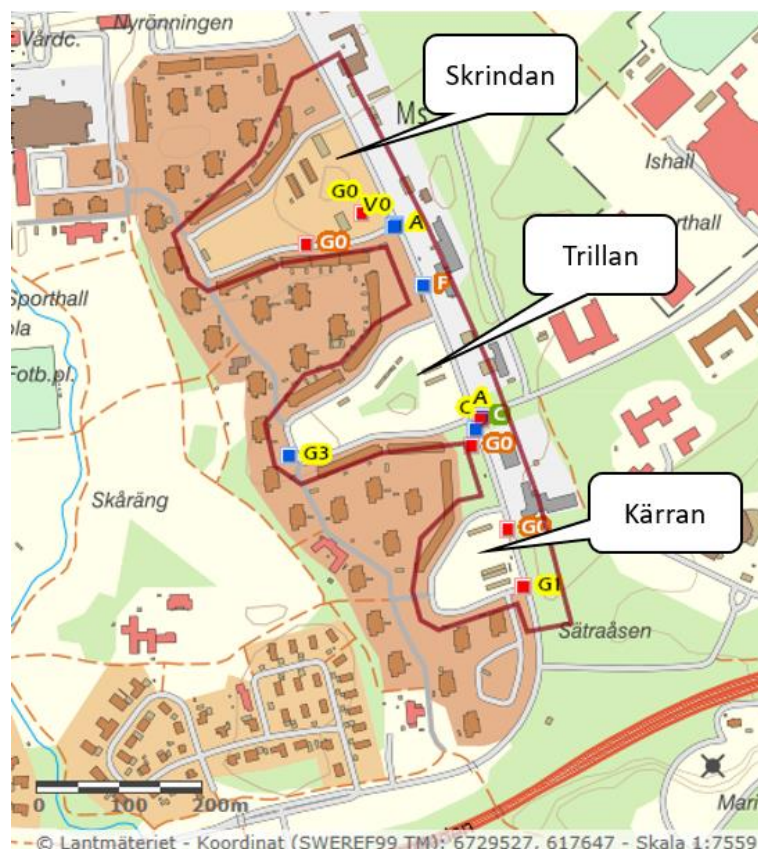 Nyrönningen
Vårdc.
Skrindan
Ms
Ishall
G0
V0
A
G0
Trillan
F
Sporthall
Fotb.pl.
A
C
C
G3
G0
Skåräng
Kärran
G0
G1
Sätraåsen
0 100 200m
Mari
© Lantmäteriet - Koordinat (SWEREF99 TM): 6729527, 617647 - Skala 1:7559